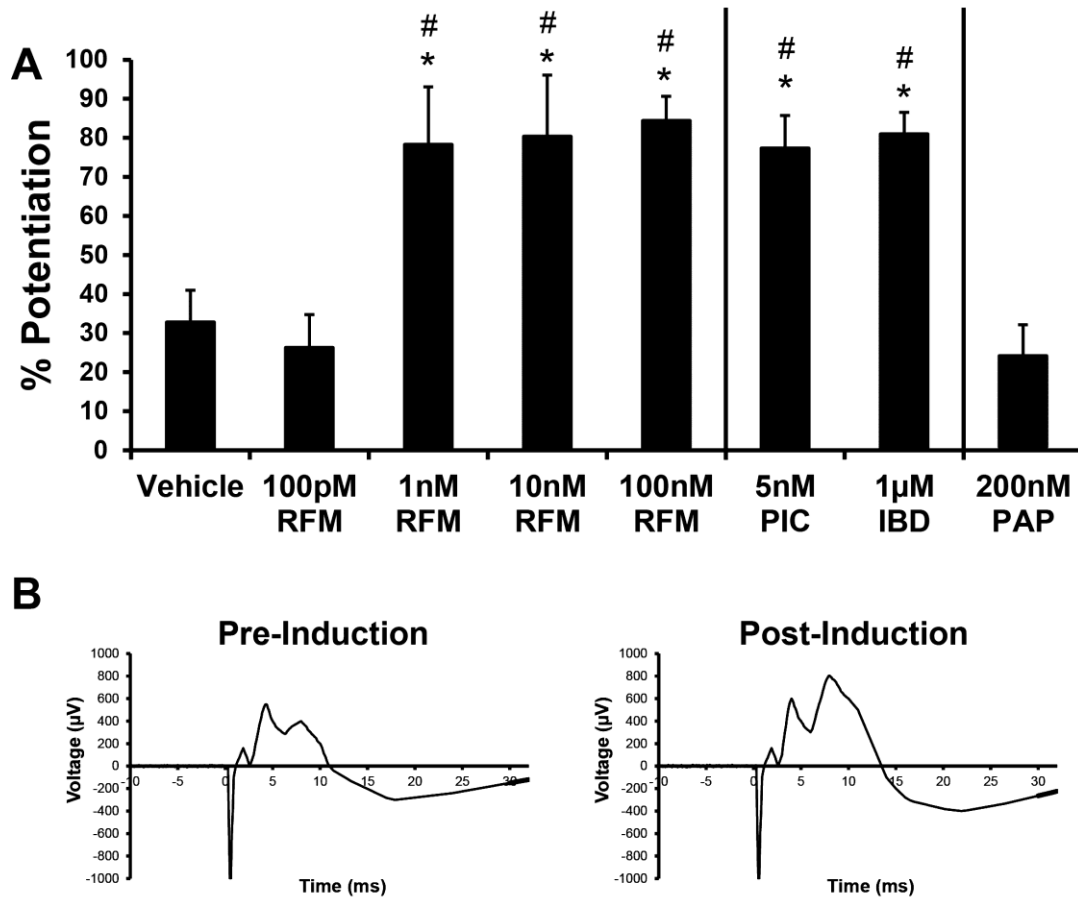 A
% Potentiation
100
90
80
70
60
50
40
30
20
10
0
# # # # #
* * * * *
Vehicle 100pM 1nM 10nM 100nM 5nM 1µM 200nM
RFM RFM RFM RFM PIC IBD PAP
B
Pre-Induction
Voltage (µV)
1000
800
600
400
200
0
-200
-400
-600
-800
-1000
-10 -5 0 5 10 15 20 25 30
Time (ms)
Post-Induction
Voltage (µV)
1000
800
600
400
200
0
-200
-400
-600
-800
-1000
-10 -5 0 5 10 15 20 25 30
Time (ms)